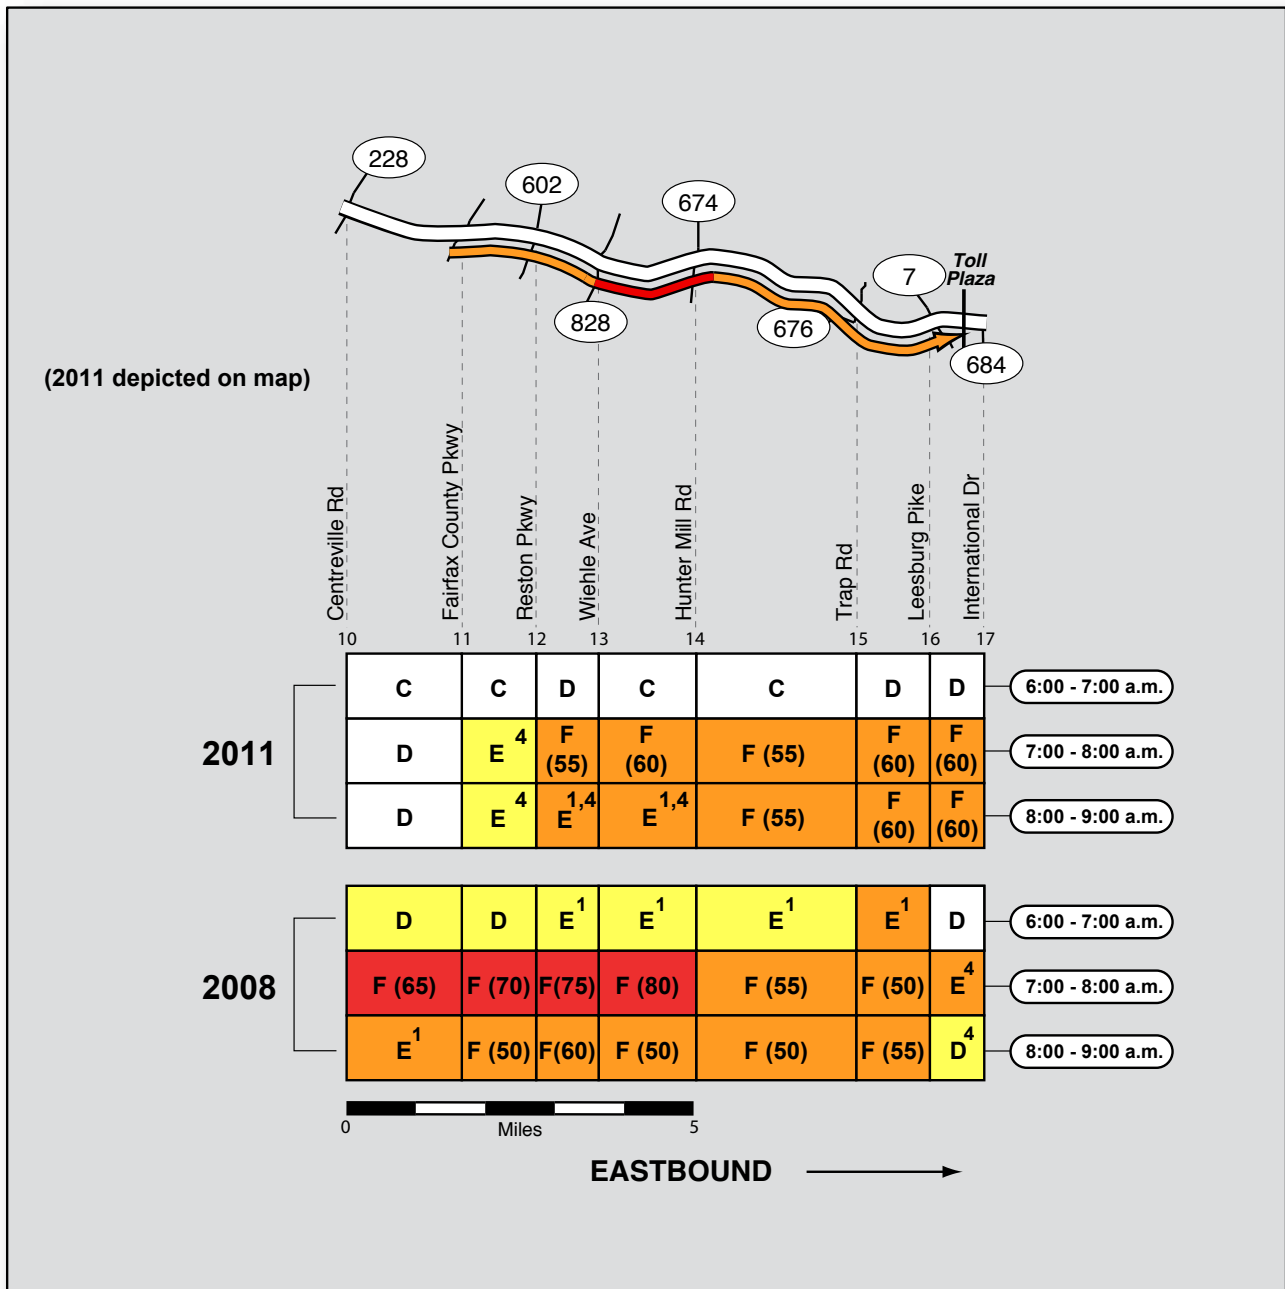 228
602
674
7
Toll
Plaza
828
676
684
(2011 depicted on map)
Centreville Rd
Fairfax County Pkwy
Reston Pkwy
Wiehle Ave
Hunter Mill Rd
Trap Rd
Leesburg Pike
International Dr
10 11 12 13 14 15 16 17
C C D C C D D 6:00 - 7:00 a.m.
2011
D E 4 F (55) F (60) F (55) F (60) F (60) 7:00 - 8:00 a.m.
D E 4 E 1,4 E 1,4 F (55) F (60) F (60) 8:00 - 9:00 a.m.
D D E 1 E 1 E 1 E 1 D 6:00 - 7:00 a.m.
2008
F (65) F (70) F(75) F (80) F (55) F (50) E 4 7:00 - 8:00 a.m.
E 1 F (50) F(60) F (50) F (50) F (55) D 4 8:00 - 9:00 a.m.
0 Miles 5
EASTBOUND